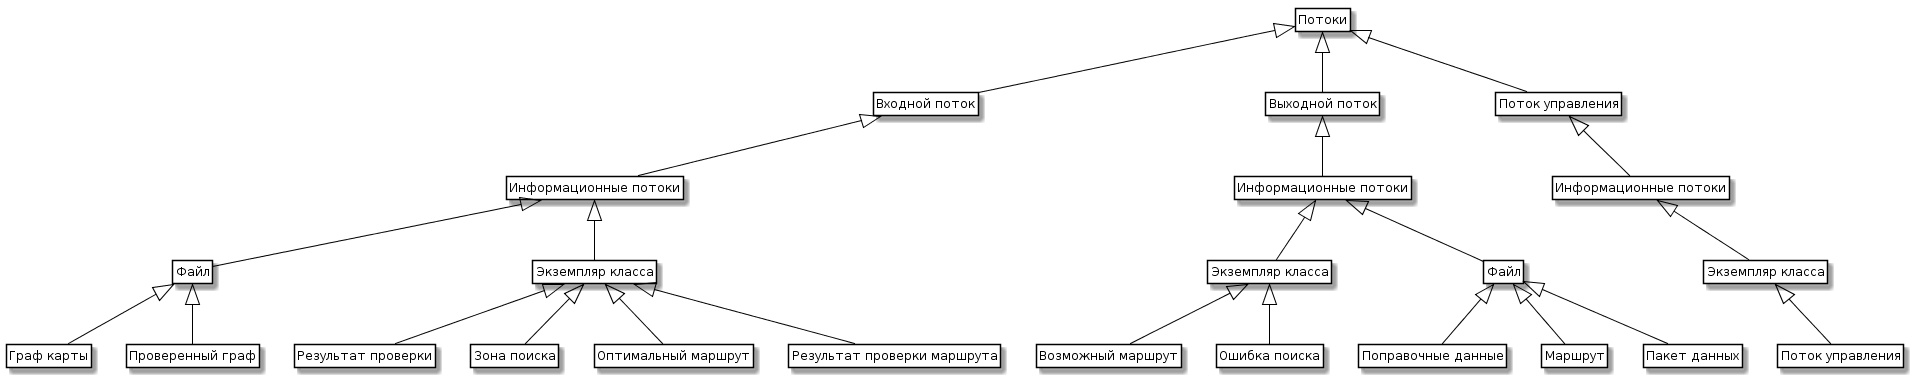 Потоки
Входной поток
Выходной поток
Поток управления
Информационные потоки
Информационные потоки
Информационные потоки
Файл
Экземпляр класса
Экземпляр класса
Файл
Экземпляр класса
Граф карты
Проверенный граф
Результат проверки
Зона поиска
Оптимальный маршрут
Результат проверки маршрута
Возможный маршрут
Ошибка поиска
Поправочные данные
Маршрут
Пакет данных
Поток управления